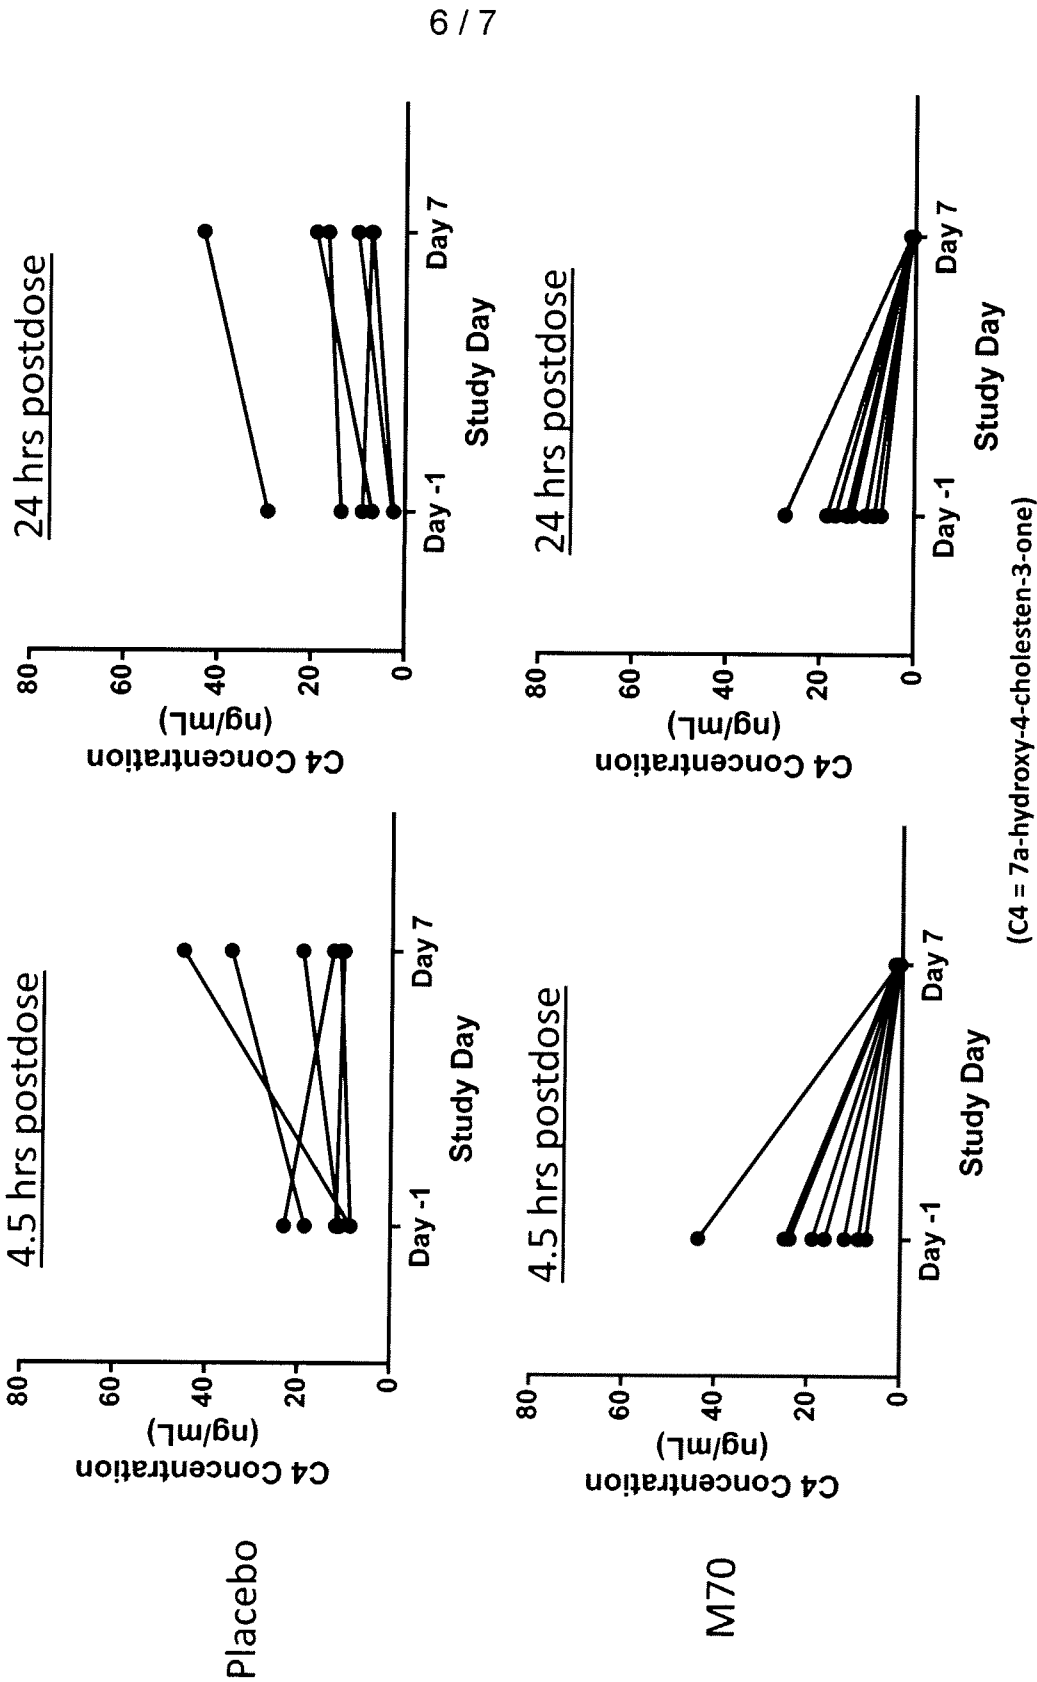 6 / 7
Placebo
4.5 hrs postdose
C4 Concentration
(ng/mL)
80
60
40
20
0
Day -1
Day 7
Study Day
24 hrs postdose
C4 Concentration
(ng/mL)
80
60
40
20
0
Day -1
Day 7
Study Day
M70
4.5 hrs postdose
C4 Concentration
(ng/mL)
80
60
40
20
0
Day -1
Day 7
Study Day
24 hrs postdose
C4 Concentration
(ng/mL)
80
60
40
20
0
Day -1
Day 7
Study Day
(C4 = 7a-hydroxy-4-cholesten-3-one)